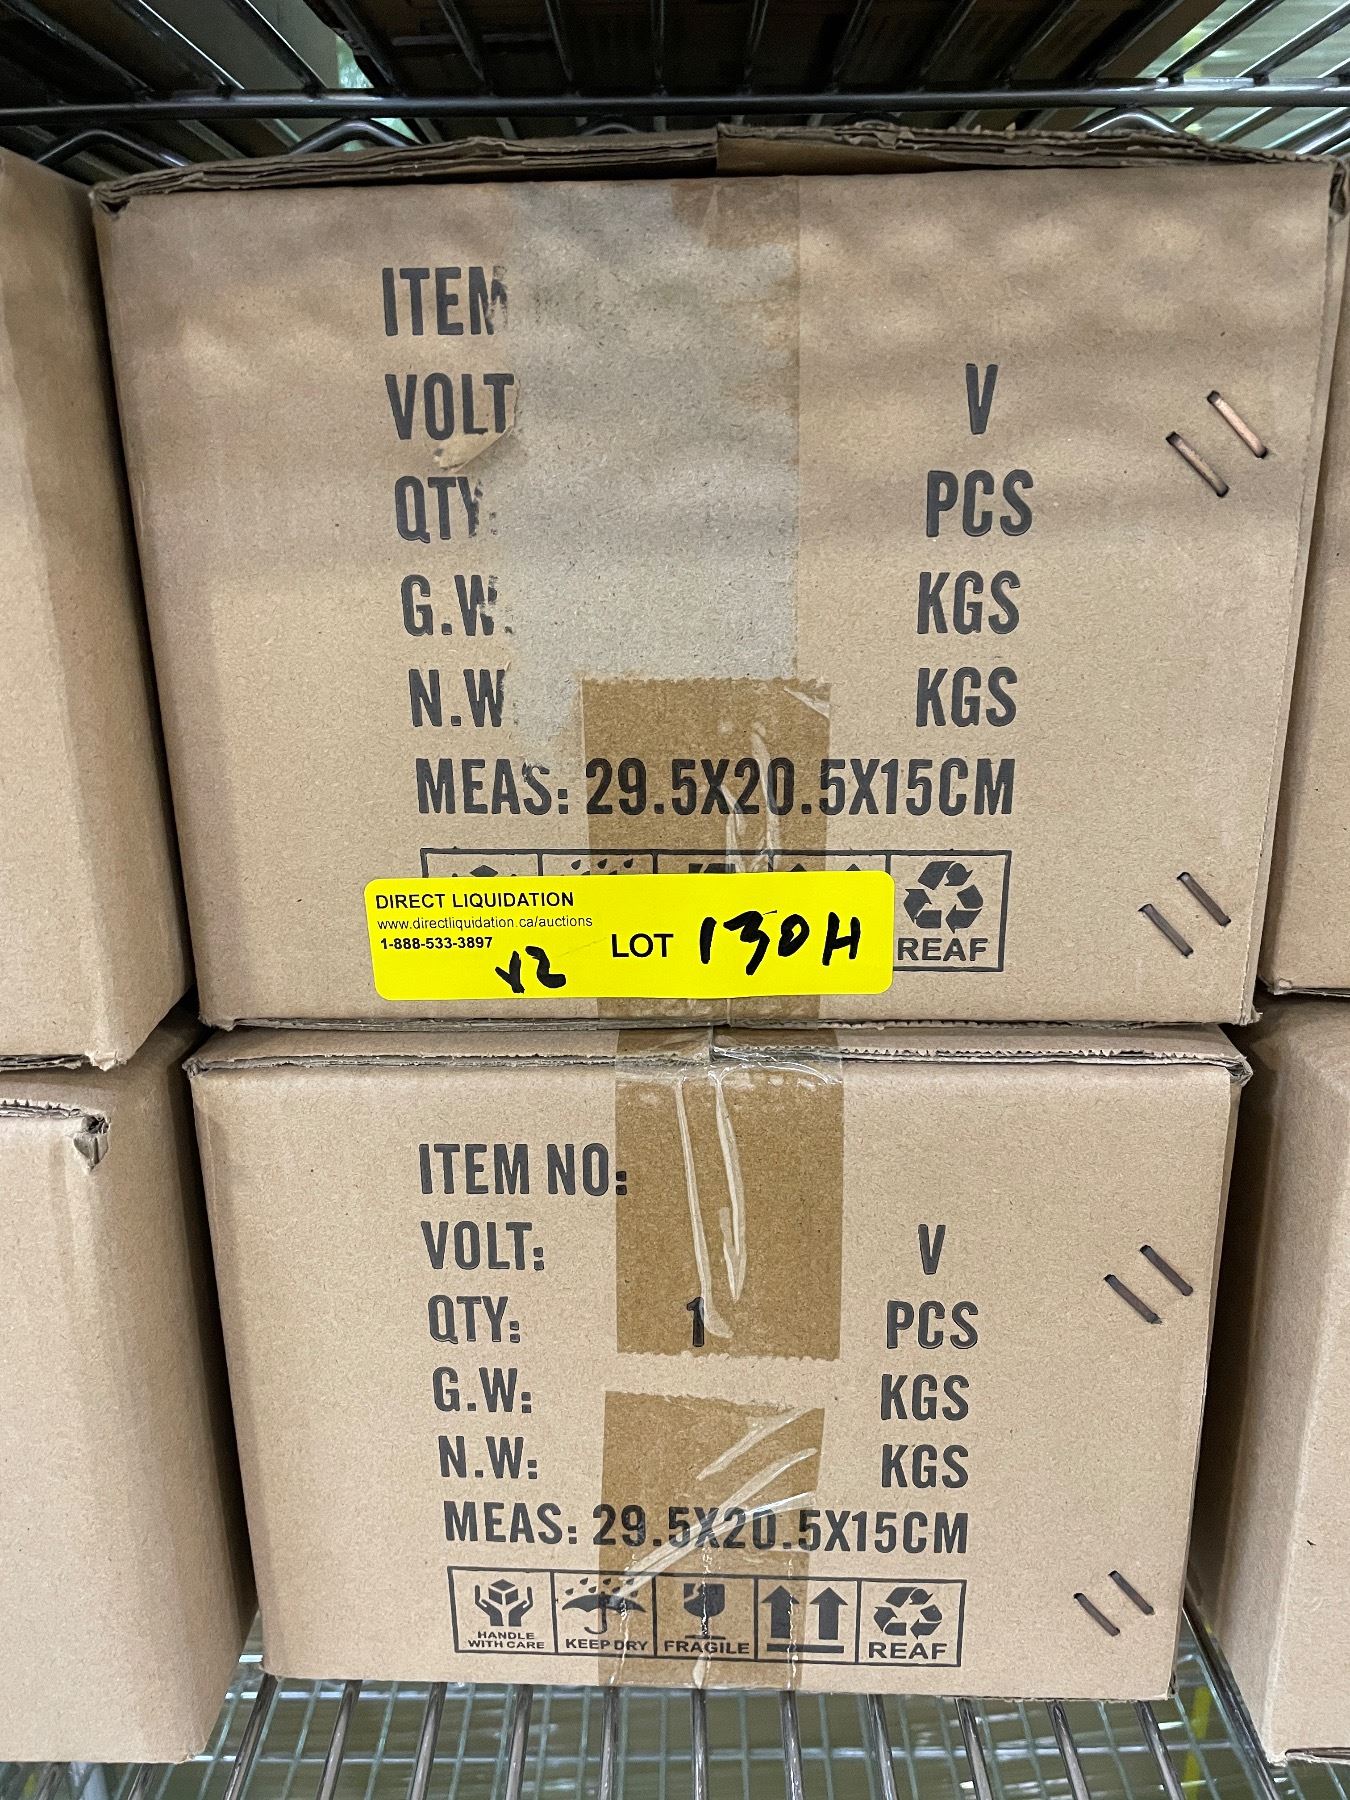 ITEM
VOLT V
QTY: PCS
G.W. KGS
N.W KGS
MEAS: 29.5X20.5X15CM
REAF
DIRECT LIQUIDATION
www.directliquidation.ca/auctions
1-888-533-3897
x2
LOT 130H
ITEM NO:
VOLT: V
QTY: 1 PCS
G.W: KGS
N.W: KGS
MEAS: 29.5X20.5X15CM
HANDLE WITH CARE
KEEP DRY
FRAGILE
REAF